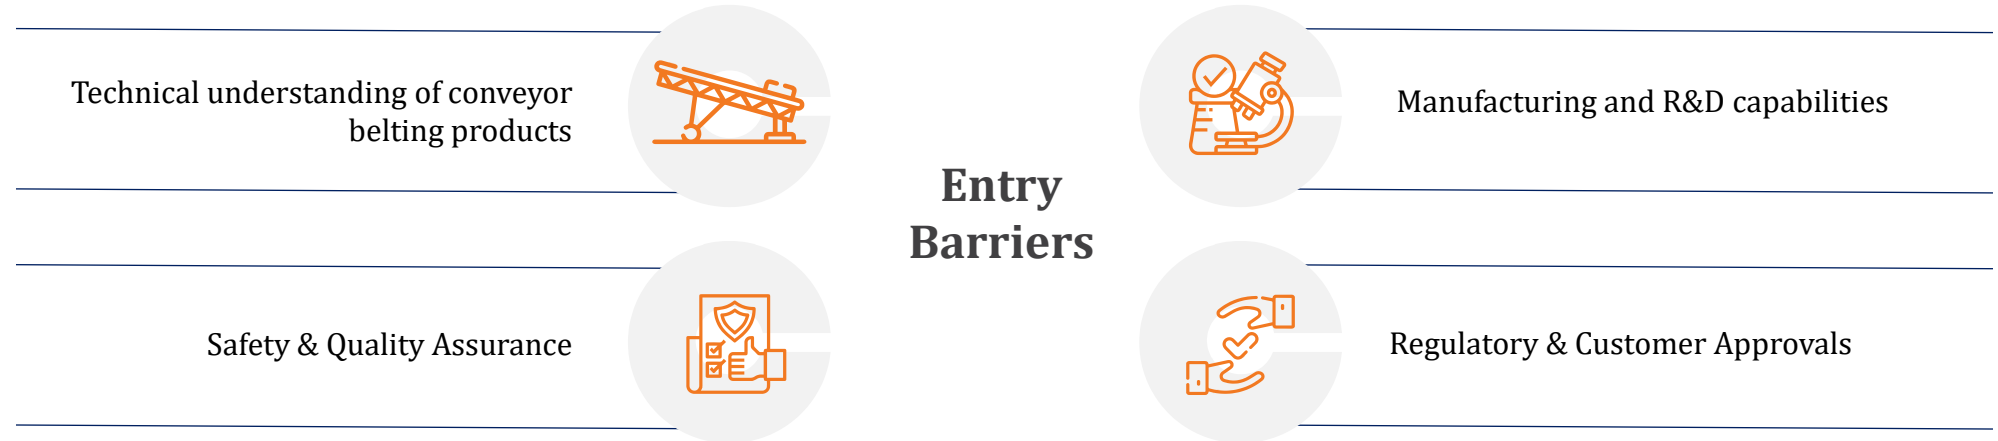 Technical understanding of conveyor
belting products
Manufacturing and R&D capabilities
Entry
Barriers
Safety & Quality Assurance
Regulatory & Customer Approvals